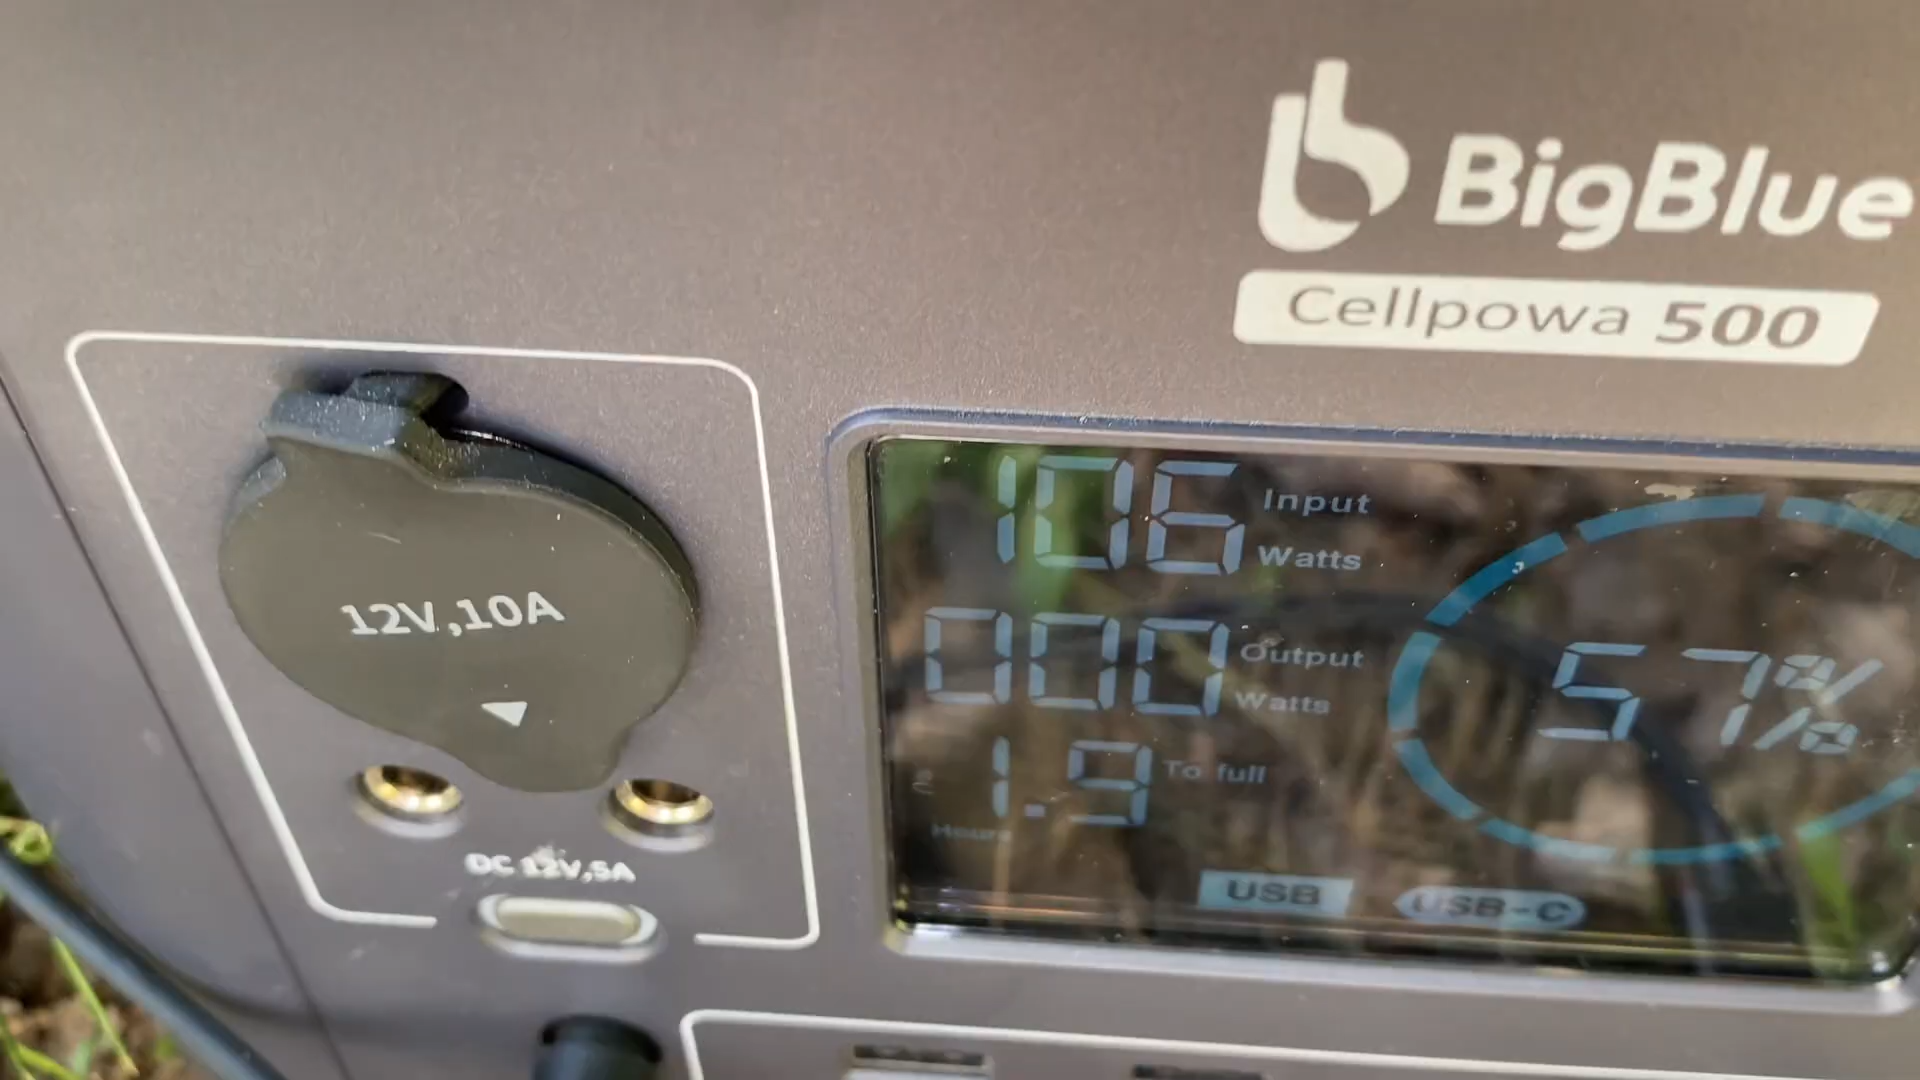 BigBlue
Cellpowa 500
12V,10A
DC 12V,5A
106 Input Watts
000 Output Watts
1.9 To full
Hours
57%
USB
USB-C